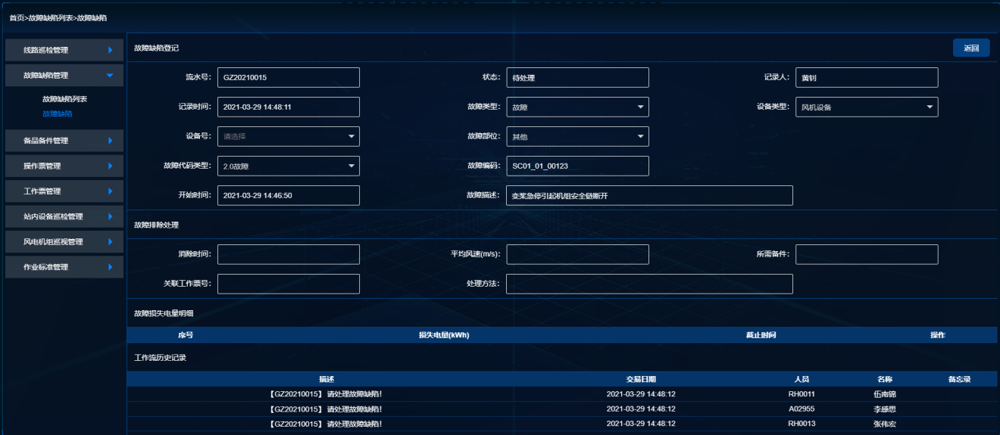 首页>故障缺陷列表>故障缺陷
线路巡检管理
故障缺陷管理
故障缺陷列表
故障缺陷
备品备件管理
操作票管理
工作票管理
站内设备巡检管理
风电机组巡视管理
作业标准管理
故障缺陷登记 返回
流水号: GZ20210015 状态: 待处理 记录人: 黄钊
记录时间: 2021-03-29 14:48:11 故障类型: 故障 设备类型: 风机设备
设备号: 请选择 故障部位: 其他
故障代码类型: 2.0故障 故障编码: SC01_01_00123
开始时间: 2021-03-29 14:46:50 故障描述: 变桨急停引起机组安全链断开
故障排除处理
消除时间: 平均风速(m/s): 所需备件:
关联工作票号: 处理方法:
故障损失电量明细
序号 损失电量(kWh) 截止时间 操作
工作流历史记录
描述 交易日期 人员 名称 备忘录
【GZ20210015】请处理故障缺陷! 2021-03-29 14:48:12 RH0011 伍南锦
【GZ20210015】请处理故障缺陷! 2021-03-29 14:48:12 A02955 李感思
【GZ20210015】请处理故障缺陷! 2021-03-29 14:48:12 RH0013 张伟宏